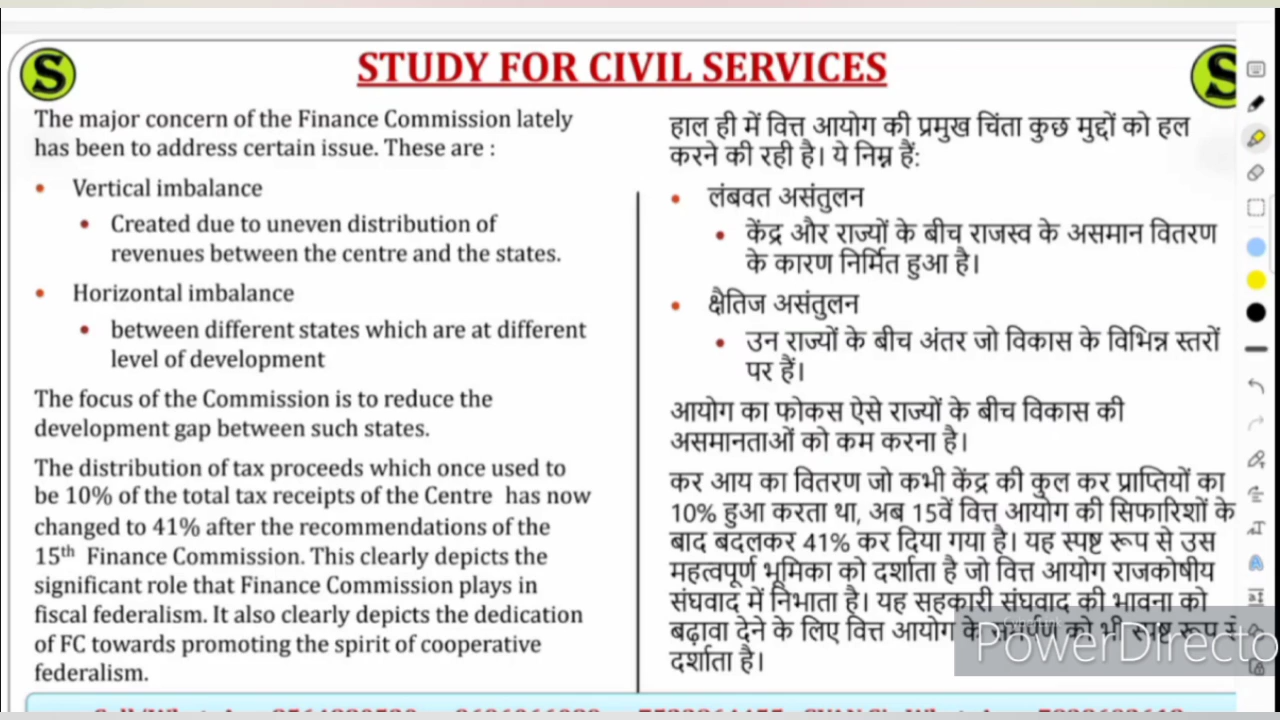 S
STUDY FOR CIVIL SERVICES
S
The major concern of the Finance Commission lately
has been to address certain issue. These are :
• Vertical imbalance
• Created due to uneven distribution of
revenues between the centre and the states.
• Horizontal imbalance
• between different states which are at different
level of development
The focus of the Commission is to reduce the
development gap between such states.
The distribution of tax proceeds which once used to
be 10% of the total tax receipts of the Centre has now
changed to 41% after the recommendations of the
15th Finance Commission. This clearly depicts the
significant role that Finance Commission plays in
fiscal federalism. It also clearly depicts the dedication
of FC towards promoting the spirit of cooperative
federalism.
हाल ही में वित्त आयोग की प्रमुख चिंता कुछ मुद्दों को हल
करने की रही है। ये निम्न हैं:
• लंबवत असंतुलन
• केंद्र और राज्यों के बीच राजस्व के असमान वितरण
के कारण निर्मित हुआ है।
• क्षैतिज असंतुलन
• उन राज्यों के बीच अंतर जो विकास के विभिन्न स्तरों
पर हैं।
आयोग का फोकस ऐसे राज्यों के बीच विकास की
असमानताओं को कम करना है।
कर आय का वितरण जो कभी केंद्र की कुल कर प्राप्तियों का
10% हुआ करता था, अब 15वें वित्त आयोग की सिफारिशों के
बाद बदलकर 41% कर दिया गया है। यह स्पष्ट रूप से उस
महत्वपूर्ण भूमिका को दर्शाता है जो वित्त आयोग राजकोषीय
संघवाद में निभाता है। यह सहकारी संघवाद की भावना को
बढ़ावा देने के लिए वित्त आयोग के समर्पण को भी स्पष्ट रूप से
दर्शाता है।
PowerDirecto